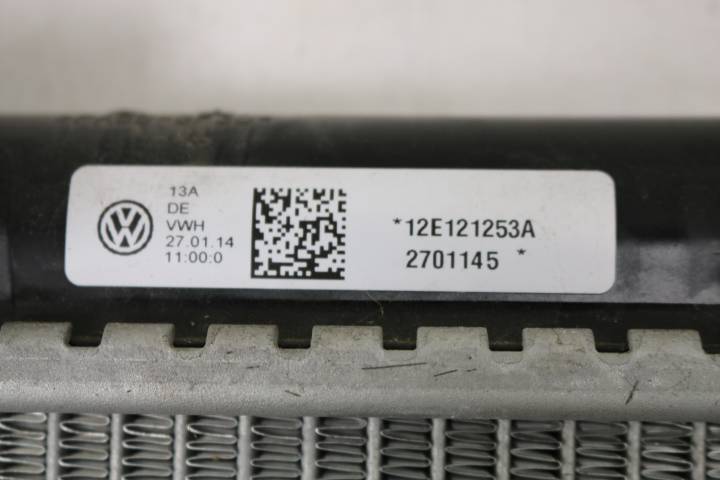 13A
DE
VWH
27.01.14
11:00:0
*12E121253A
2701145 *